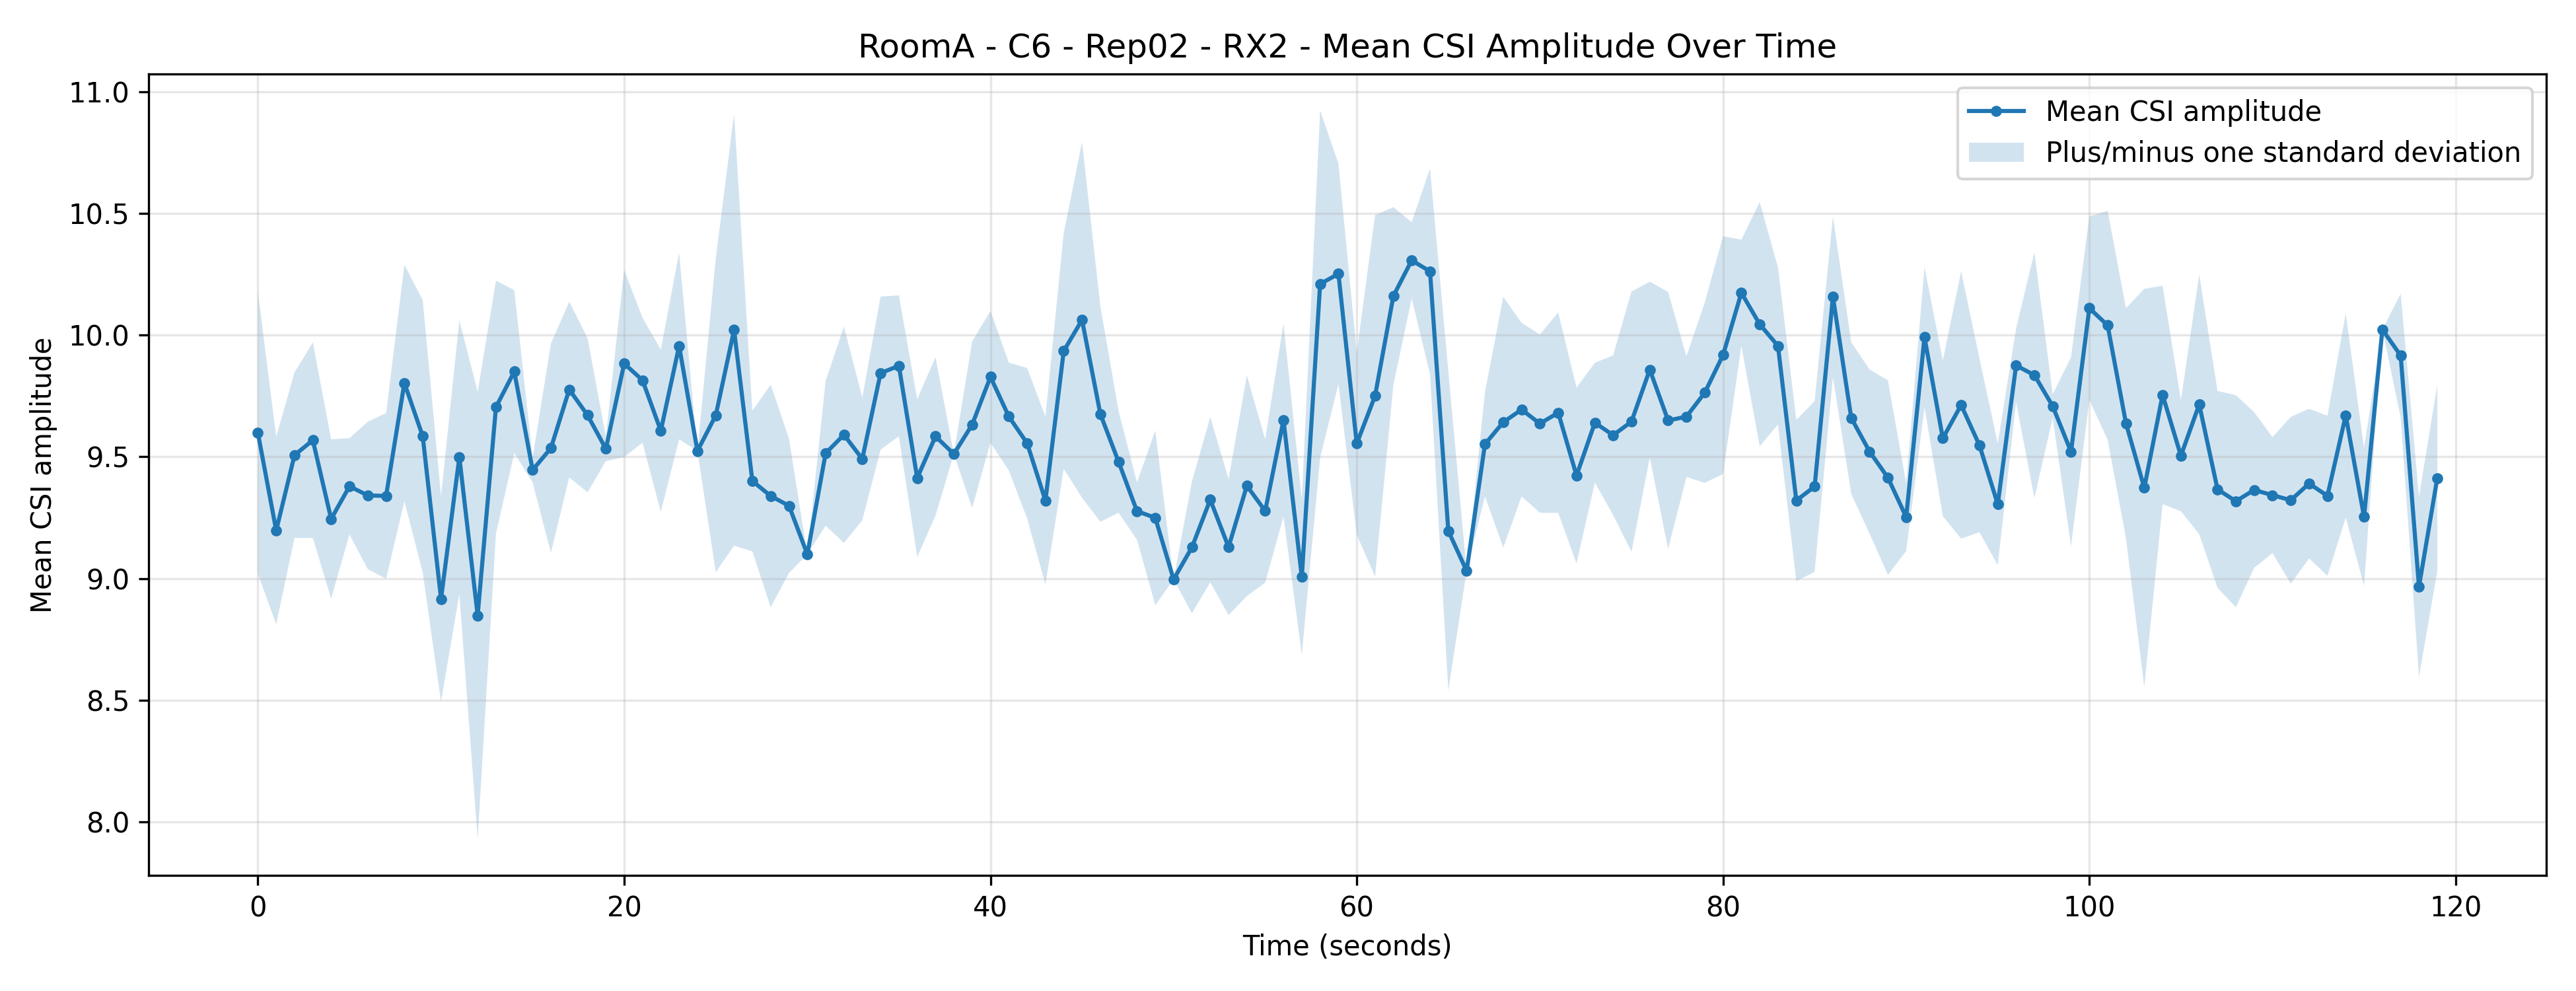 RoomA - C6 - Rep02 - RX2 - Mean CSI Amplitude Over Time
Mean CSI amplitude
Plus/minus one standard deviation
11.0
10.5
10.0
9.5
9.0
8.5
8.0
Mean CSI amplitude
0 20 40 60 80 100 120
Time (seconds)